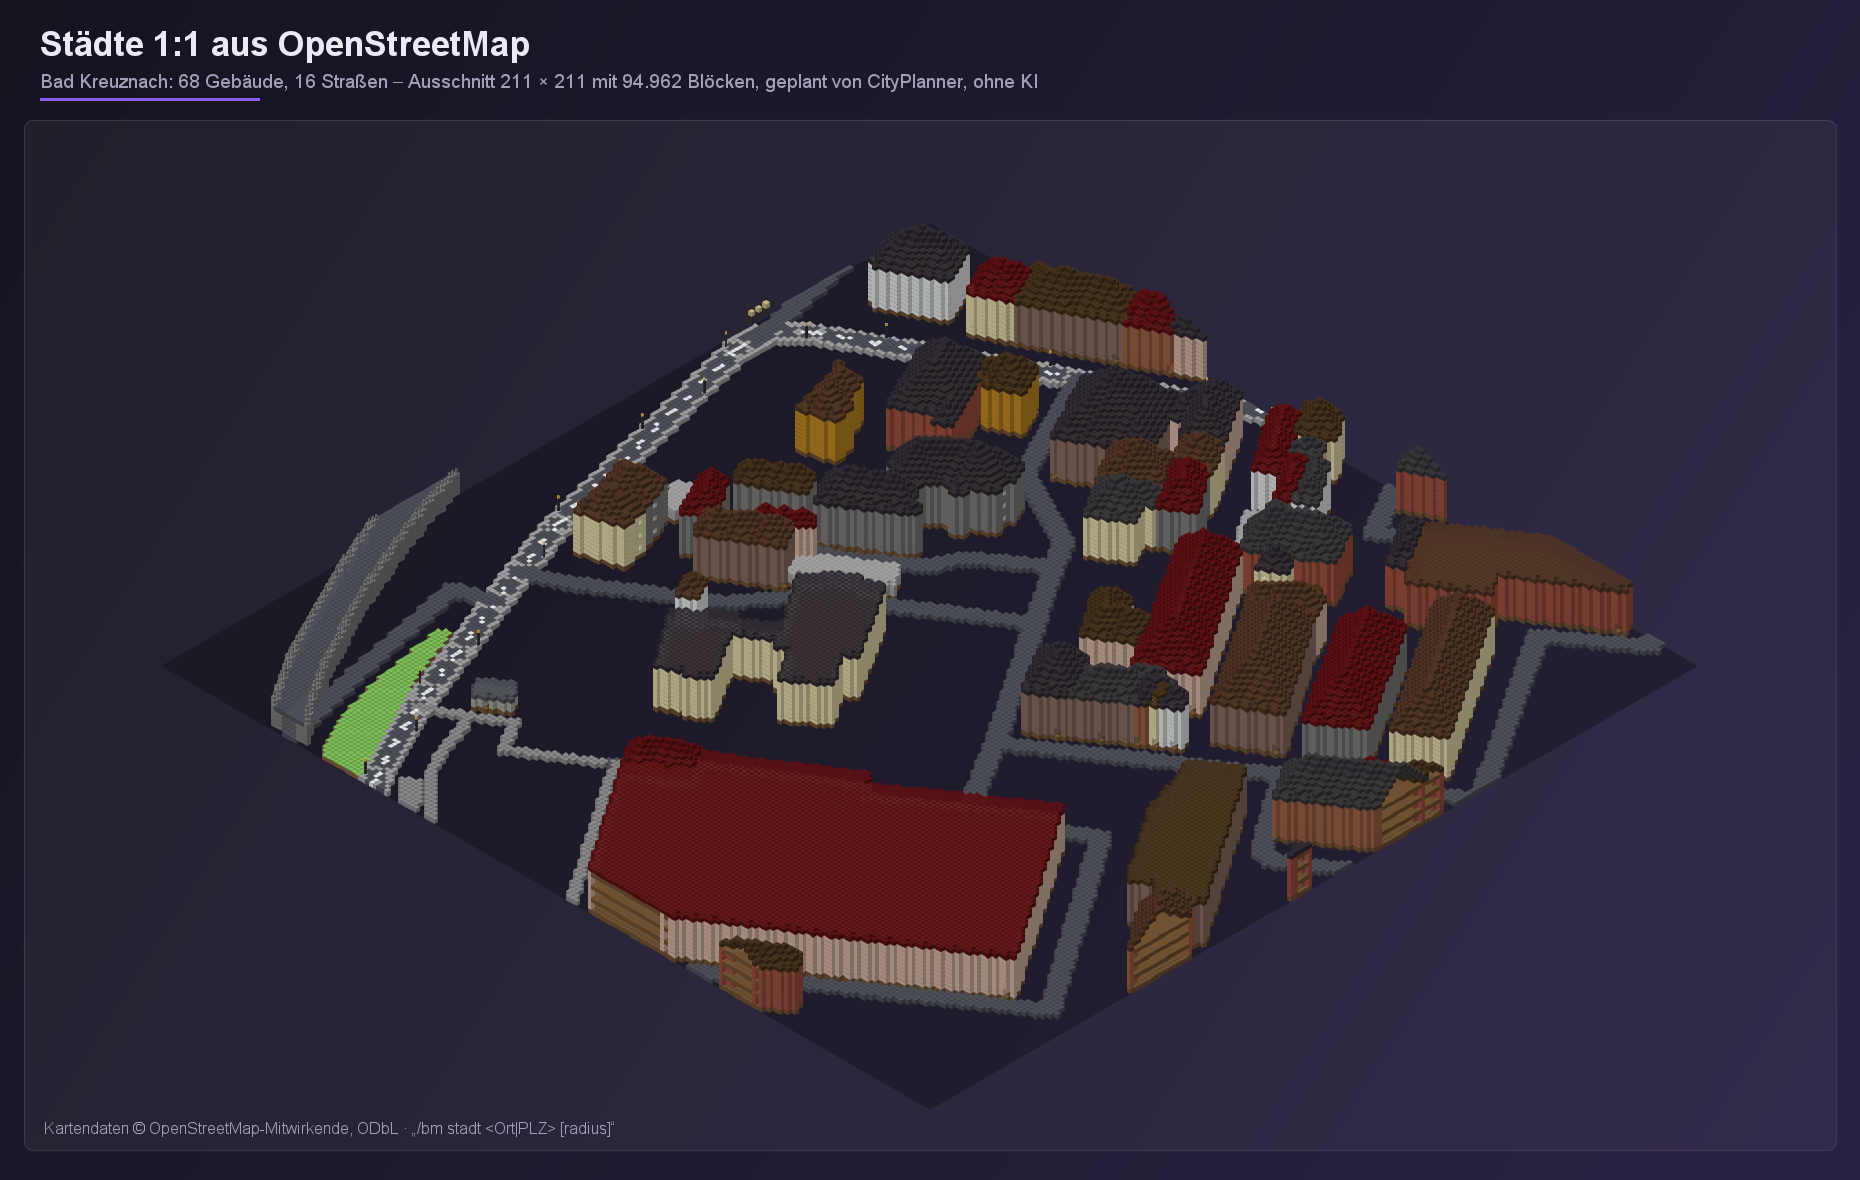 Städte 1:1 aus OpenStreetMap
Bad Kreuznach: 68 Gebäude, 16 Straßen – Ausschnitt 211 × 211 mit 94.962 Blöcken, geplant von CityPlanner, ohne KI
Kartendaten © OpenStreetMap-Mitwirkende, ODbL · „/bm stadt <Ort|PLZ> [radius]“